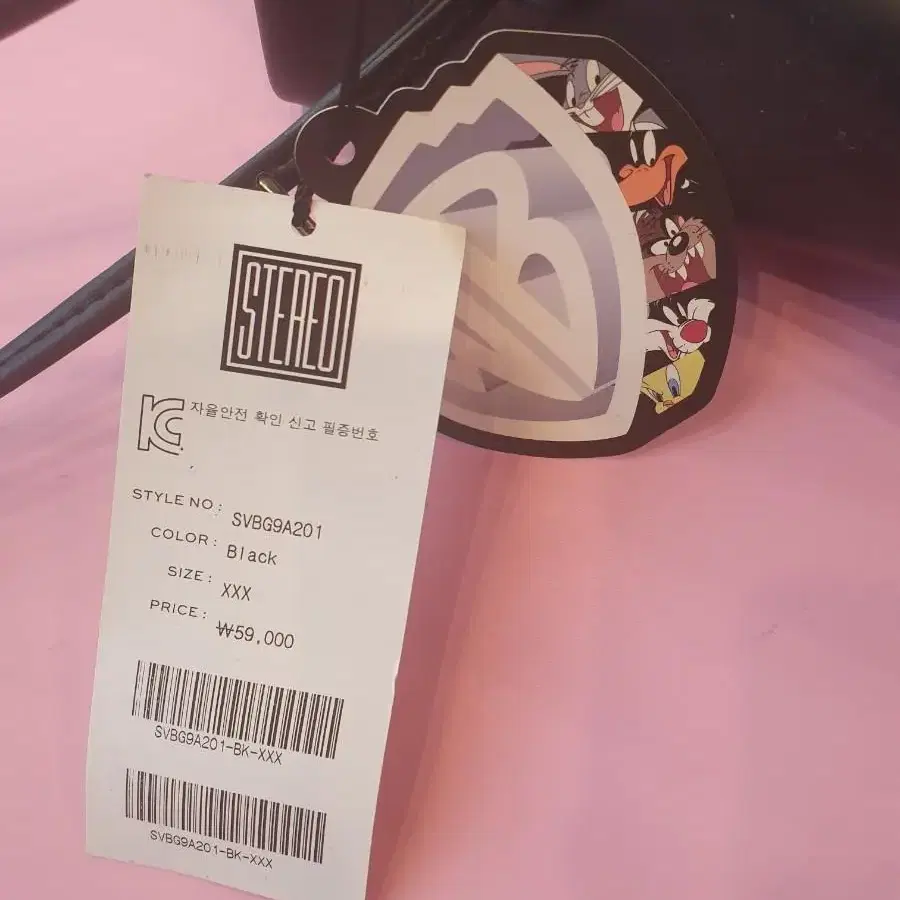 STEREO
자율안전 확인 신고 필증번호
STYLE NO.: SVBG9A201
COLOR: Black
SIZE: XXX
PRICE: ₩59,000
SVBG9A201-BK-XXX
SVBG9A201-BK-XXX